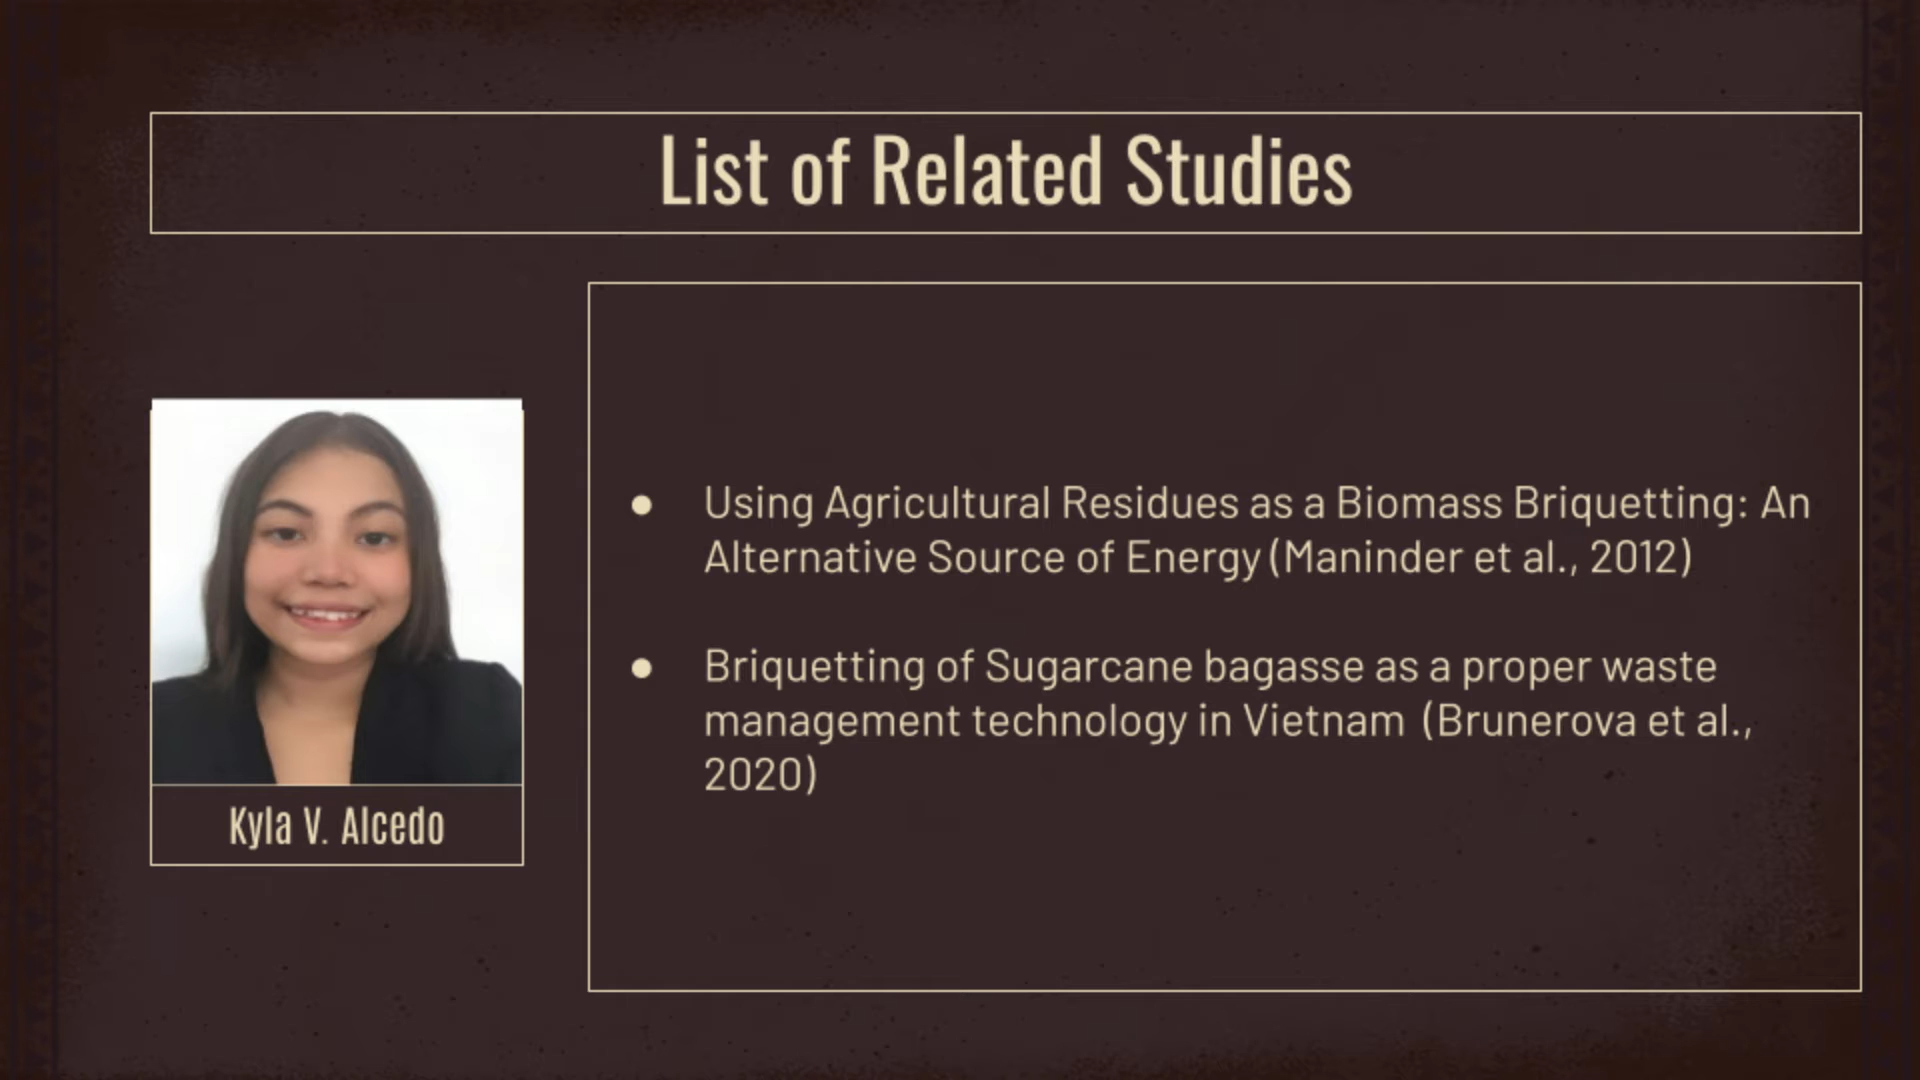 List of Related Studies
● Using Agricultural Residues as a Biomass Briquetting: An
Alternative Source of Energy (Maninder et al., 2012)
● Briquetting of Sugarcane bagasse as a proper waste
management technology in Vietnam (Brunerova et al.,
2020)
Kyla V. Alcedo